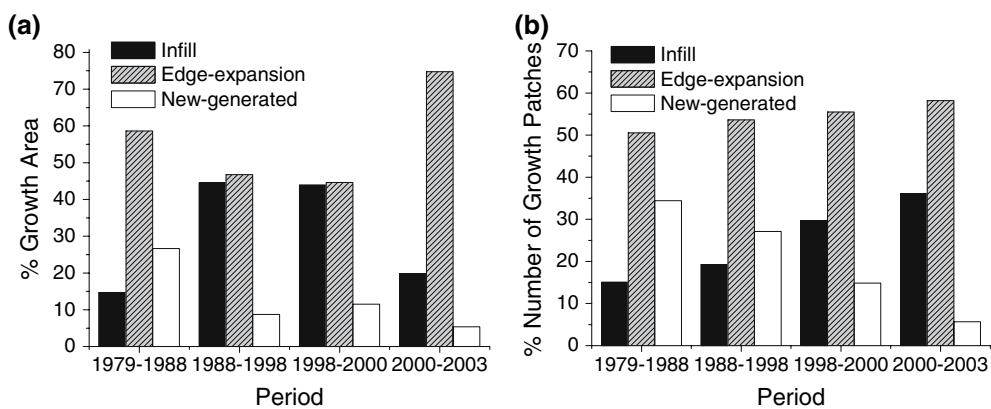 (a)
Infill
Edge-expansion
New-generated
% Growth Area
80
70
60
50
40
30
20
10
0
1979-1988 1988-1998 1998-2000 2000-2003
Period
(b)
Infill
Edge-expansion
New-generated
% Number of Growth Patches
70
60
50
40
30
20
10
0
1979-1988 1988-1998 1998-2000 2000-2003
Period